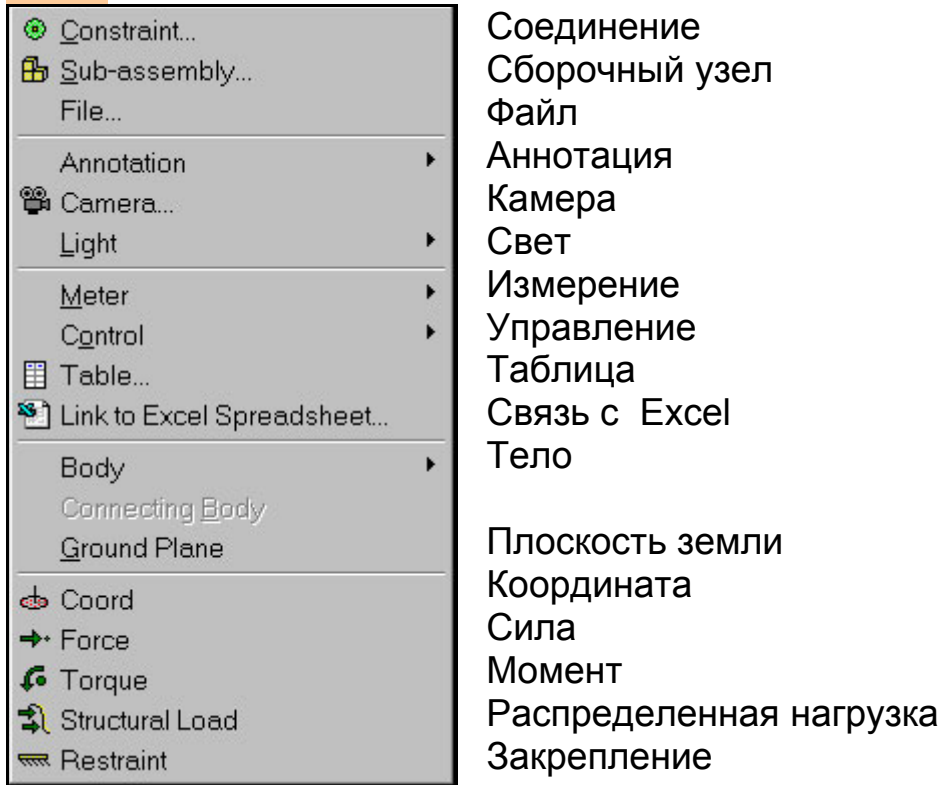 Constraint... Соединение
Sub-assembly... Сборочный узел
File... Файл
Annotation Аннотация
Camera... Камера
Light Свет
Meter Измерение
Control Управление
Table... Таблица
Link to Excel Spreadsheet... Связь с Excel
Body Тело
Connecting Body
Ground Plane Плоскость земли
Coord Координата
Force Сила
Torque Момент
Structural Load Распределенная нагрузка
Restraint Закрепление